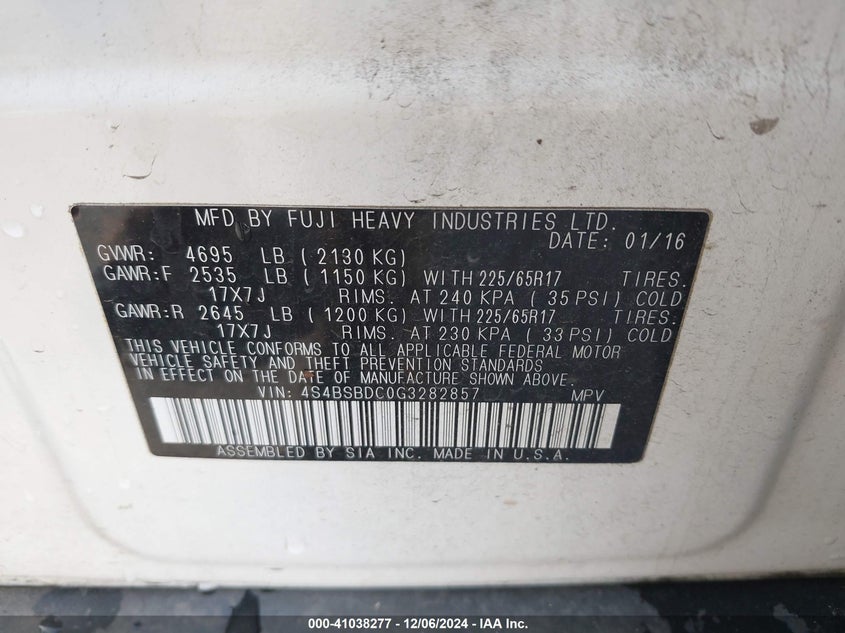 MFD. BY FUJI HEAVY INDUSTRIES LTD.
DATE: 01/16
GVWR: 4695 LB ( 2130 KG)
GAWR:F 2535 LB ( 1150 KG) WITH 225/65R17 TIRES.
17X7J RIMS. AT 240 KPA ( 35 PSI) COLD
GAWR:R 2645 LB ( 1200 KG) WITH 225/65R17 TIRES.
17X7J RIMS. AT 230 KPA ( 33 PSI) COLD
THIS VEHICLE CONFORMS TO ALL APPLICABLE FEDERAL MOTOR
VEHICLE SAFETY AND THEFT PREVENTION STANDARDS
IN EFFECT ON THE DATE OF MANUFACTURE SHOWN ABOVE.
VIN: 4S4BSBDC0G3282857 MPV
ASSEMBLED BY SIA INC. MADE IN U.S.A.
000-41038277 - 12/06/2024 - IAA Inc.